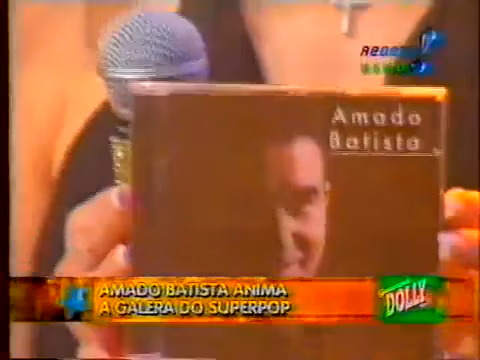 Amado
Batista
AMADO BATISTA ANIMA
A GALERA DO SUPERPOP
DOLLY